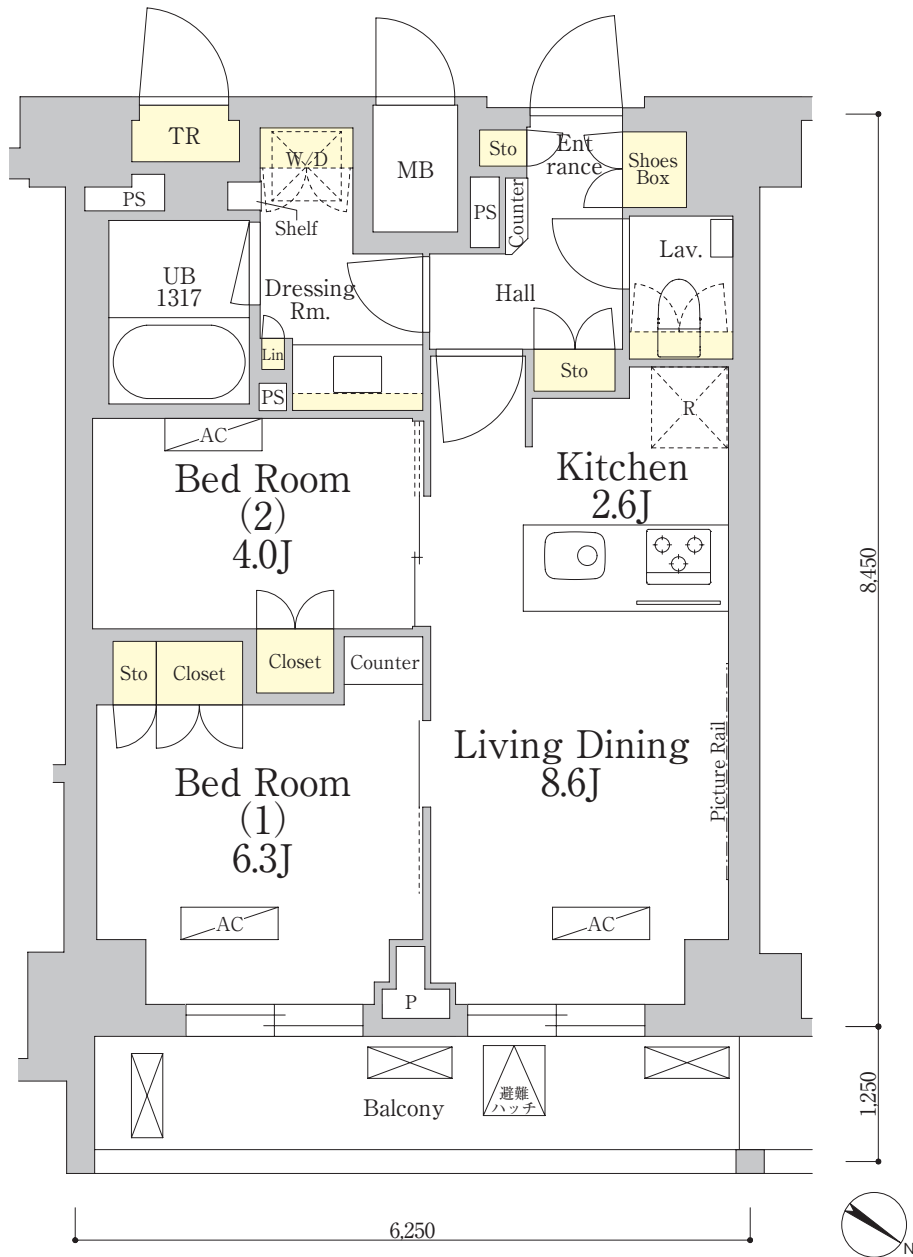 TR
W/D
MB
Sto
Ent
rance
Shoes
Box
PS
Shelf
PS
Counter
Lav.
UB
1317
Dressing
Rm.
Hall
Lin
PS
Sto
R
AC
Bed Room
(2)
4.0J
Kitchen
2.6J
8,450
Sto
Closet
Closet
Counter
Living Dining
8.6J
Picture Rail
Bed Room
(1)
6.3J
AC
AC
P
避難
ハッチ
Balcony
1,250
6,250
N